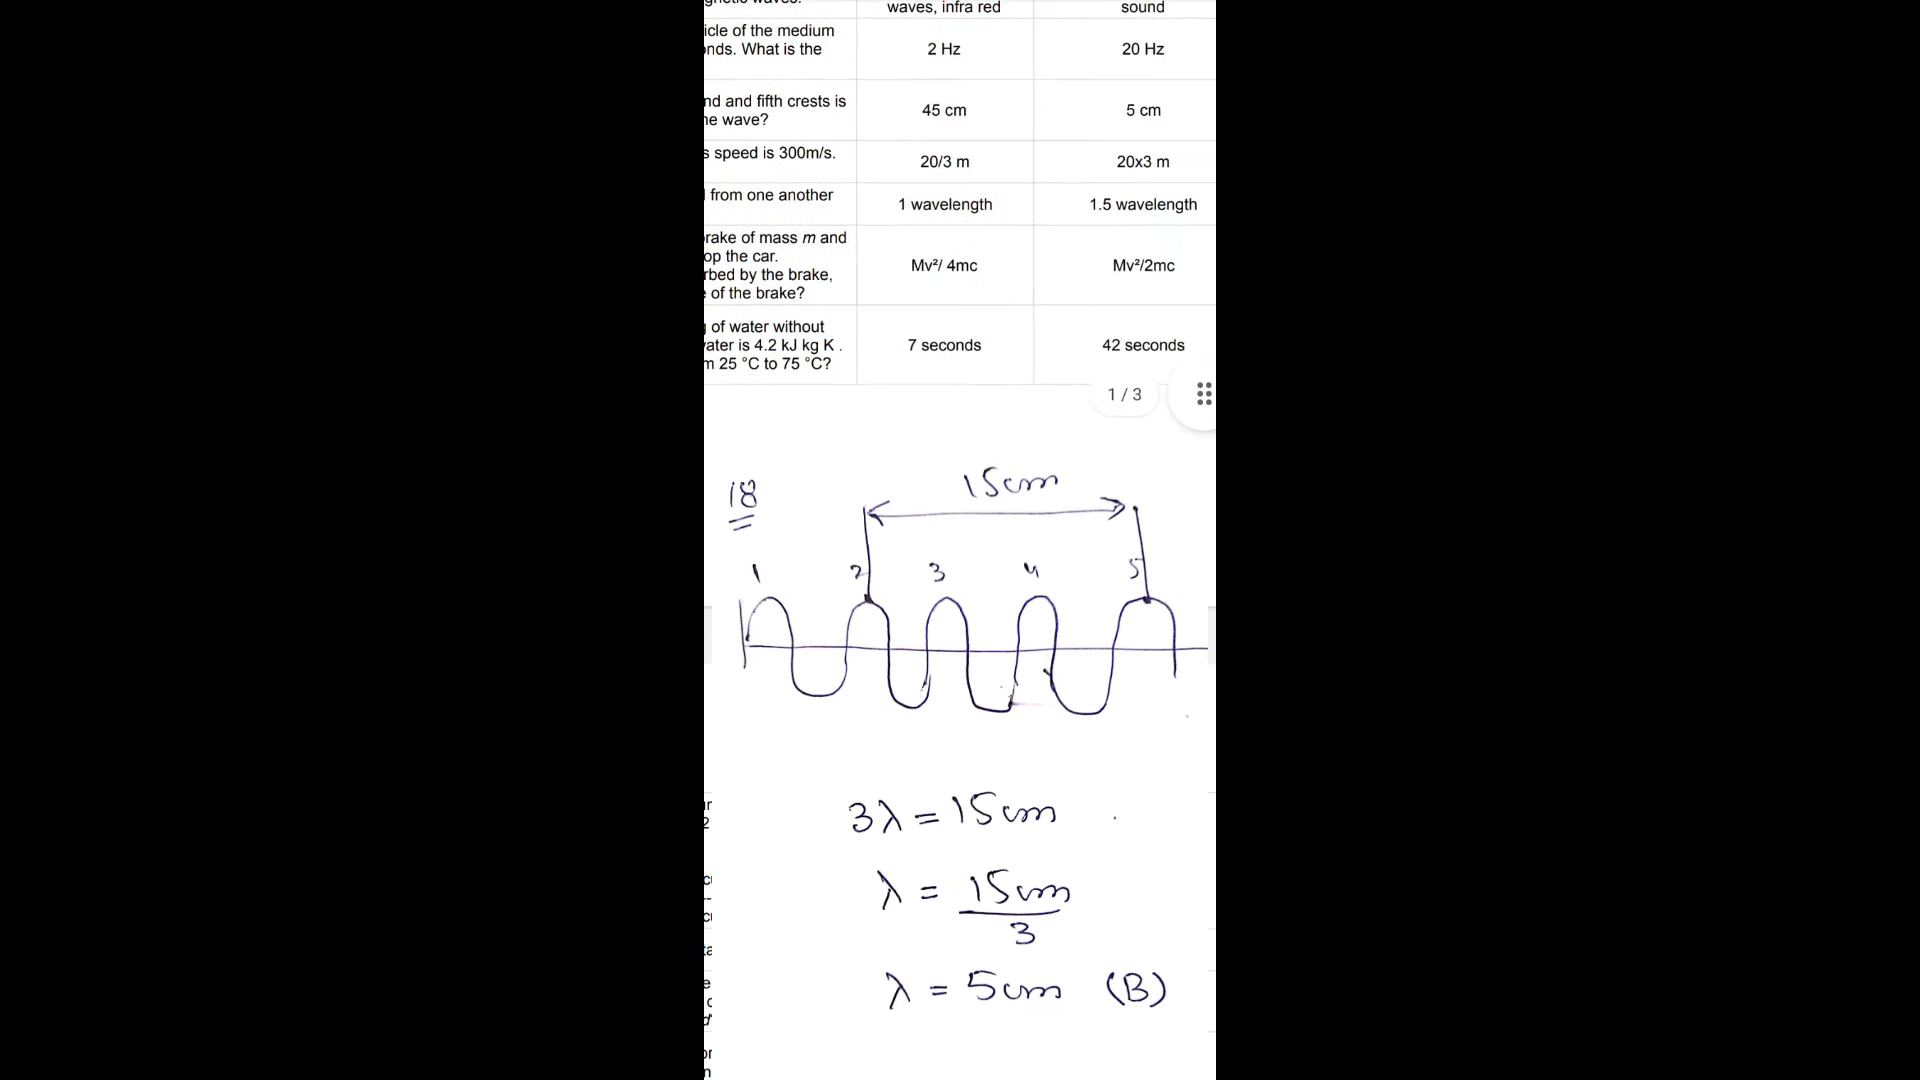 waves, infra red sound
icle of the medium
nds. What is the
2 Hz 20 Hz
nd and fifth crests is
he wave?
45 cm 5 cm
s speed is 300m/s.
20/3 m 20x3 m
from one another
1 wavelength 1.5 wavelength
rake of mass m and
op the car.
rbed by the brake,
of the brake?
Mv²/ 4mc Mv²/2mc
of water without
ater is 4.2 kJ kg K .
m 25 °C to 75 °C?
7 seconds 42 seconds
1 / 3
18
15cm
1 2 3 4 5
3λ = 15cm
λ = 15cm
3
λ = 5cm (B)